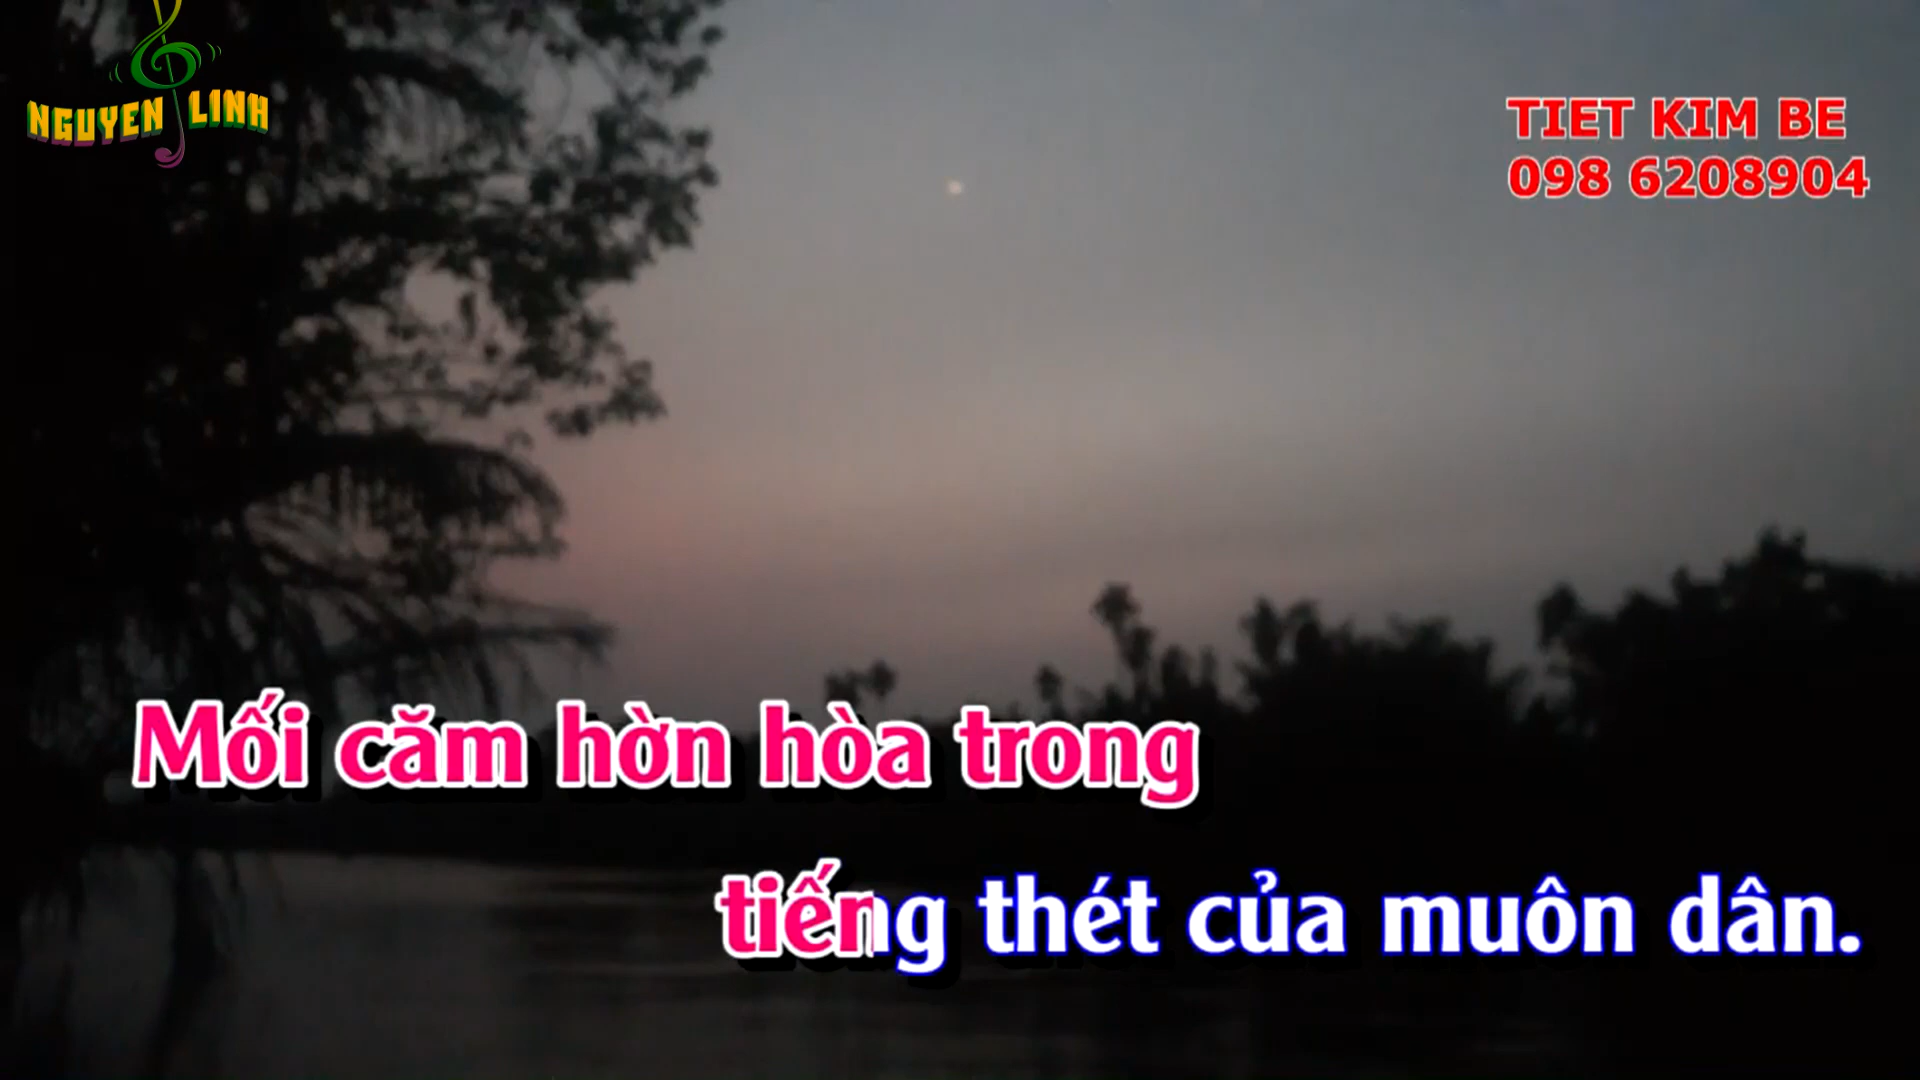 NGUYEN LINH
TIET KIM BE
098 6208904
Mối căm hờn hòa trong
tiếng thét của muôn dân.